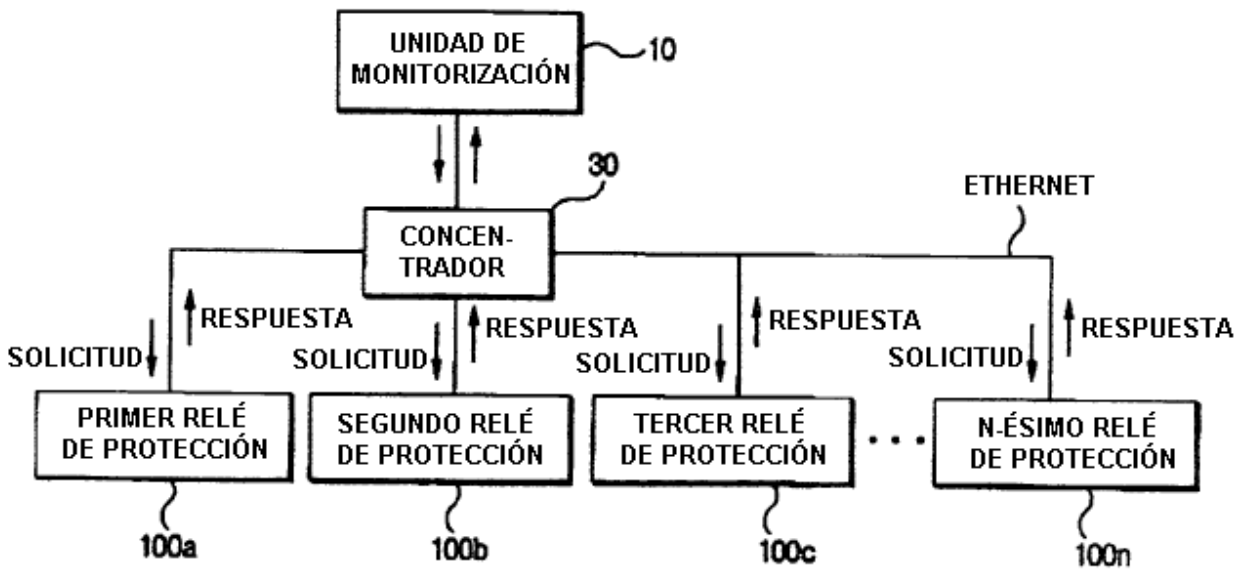 UNIDAD DE
MONITORIZACIÓN
10
30
ETHERNET
CONCEN-
TRADOR
RESPUESTA
SOLICITUD
RESPUESTA
SOLICITUD
RESPUESTA
SOLICITUD
RESPUESTA
SOLICITUD
PRIMER RELÉ
DE PROTECCIÓN
SEGUNDO RELÉ
DE PROTECCIÓN
TERCER RELÉ
DE PROTECCIÓN
• • •
N-ÉSIMO RELÉ
DE PROTECCIÓN
100a
100b
100c
100n